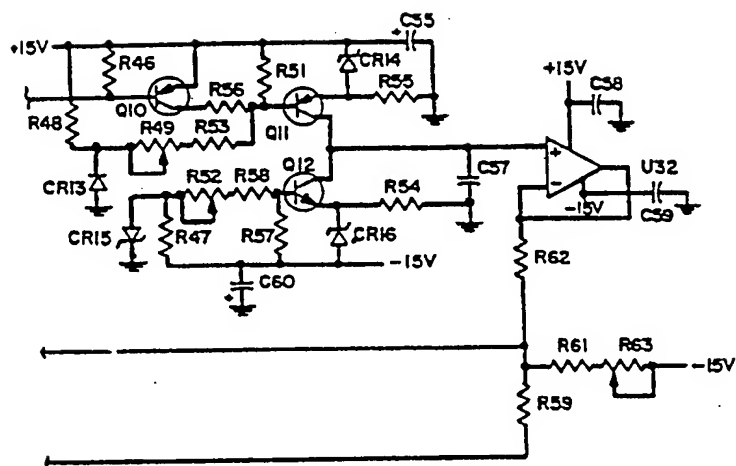 C55
+15V
R46
R51
CR14
R55
+15V
C58
Q10
R56
Q11
R48
R49
R53
+
-
U32
C57
Q12
CR13
R52
R58
R54
-15V
C59
CR15
R47
R57
CR16
C60
+
-15V
R62
R61
R63
-15V
R59